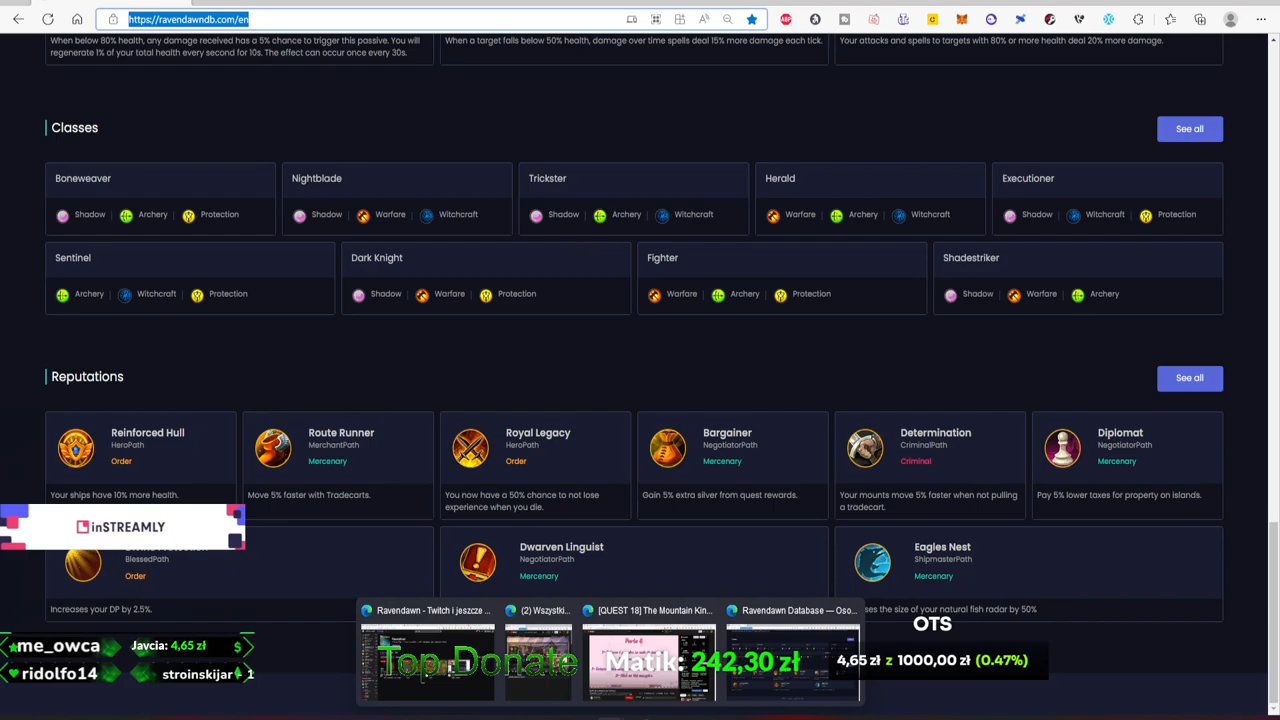 https://ravendawndb.com/en
When below 80% health, any damage received has a 5% chance to trigger this passive. You will
regenerate 1% of your total health every second for 10s. The effect can occur once every 30s.
When a target falls below 50% health, damage over time spells deal 15% more damage each tick.
Your attacks and spells to targets with 80% or more health deal 20% more damage.
Classes
See all
Boneweaver
Shadow | Archery | Protection
Nightblade
Shadow | Warfare | Witchcraft
Trickster
Shadow | Archery | Witchcraft
Herald
Warfare | Archery | Witchcraft
Executioner
Shadow | Witchcraft | Protection
Sentinel
Archery | Witchcraft | Protection
Dark Knight
Shadow | Warfare | Protection
Fighter
Warfare | Archery | Protection
Shadestriker
Shadow | Warfare | Archery
Reputations
See all
Reinforced Hull
HeroPath
Order
Your ships have 10% more health.
Route Runner
MerchantPath
Mercenary
Move 5% faster with Tradecarts.
Royal Legacy
HeroPath
Order
You now have a 50% chance to not lose
experience when you die.
Bargainer
NegotiatorPath
Mercenary
Gain 5% extra silver from quest rewards.
Determination
CriminalPath
Criminal
Your mounts move 5% faster when not pulling
a tradecart.
Diplomat
NegotiatorPath
Mercenary
Pay 5% lower taxes for property on islands.
inSTREAMLY
BlessedPath
Order
Increases your DP by 2.5%.
Dwarven Linguist
NegotiatorPath
Mercenary
Eagles Nest
ShipmasterPath
Mercenary
the size of your natural fish radar by 50%
Ravendawn - Twitch i jeszcze ...
(2) Wszystki...
[QUEST 18] The Mountain Kin...
Ravendawn Database — Oso...
OTS
me_owca
Javcia: 4,65 zł
$
ridolfo14
stroinskijar
1
Top Donate
Matik: 242,30 zł
4,65 zł z 1000,00 zł (0.47%)